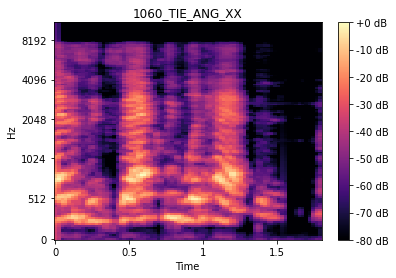 1060_TIE_ANG_XX
8192
4096
2048
1024
512
0
Hz
0
0.5
1
1.5
Time
+0 dB
-10 dB
-20 dB
-30 dB
-40 dB
-50 dB
-60 dB
-70 dB
-80 dB